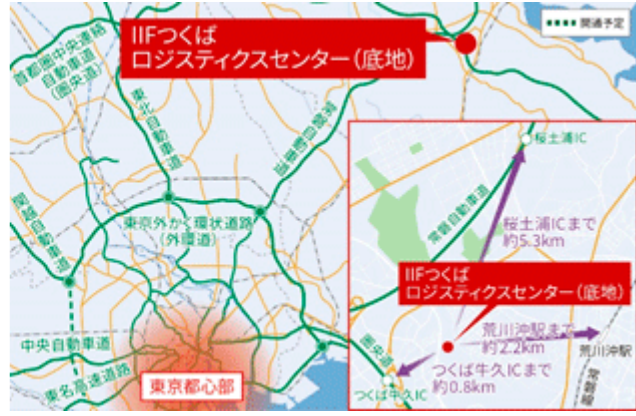 開通予定
IIFつくば
ロジスティクスセンター(底地)
首都圏中央連絡
自動車道
(圏央道)
東北自動車道
常磐自動車道
関越自動車道
東京外かく環状道路
(外環道)
中央自動車道
東名高速道路
東京都心部
桜土浦IC
常磐自動車道
桜土浦ICまで
約5.3km
IIFつくば
ロジスティクスセンター(底地)
荒川沖駅まで
約2.2km
荒川沖駅
圏央道
つくば牛久ICまで
約0.8km
つくば牛久IC
常磐線